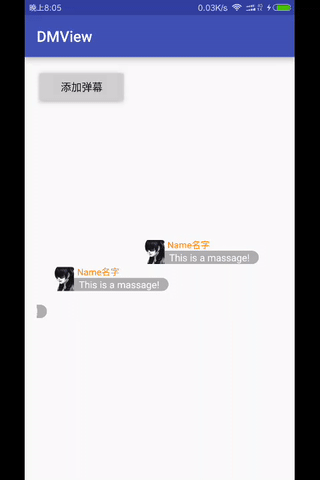 晚上8:05
0.03K/s
DMView
添加弹幕
Name名字
This is a massage!
Name名字
This is a massage!